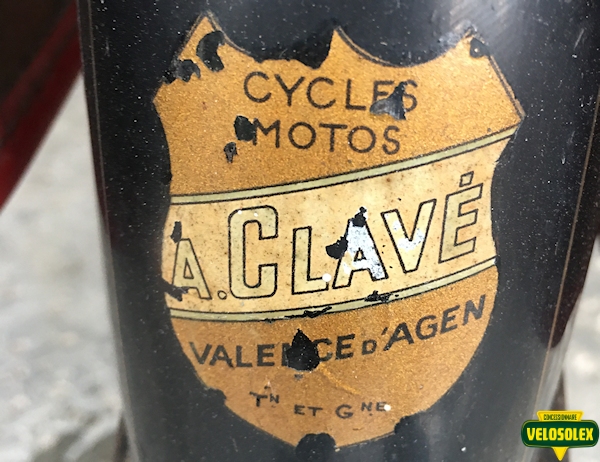 CYCLES
MOTOS
A. CLAVÉ
VALENCE D'AGEN
TN ET GNE
CONCESSIONNAIRE
VELOSOLEX